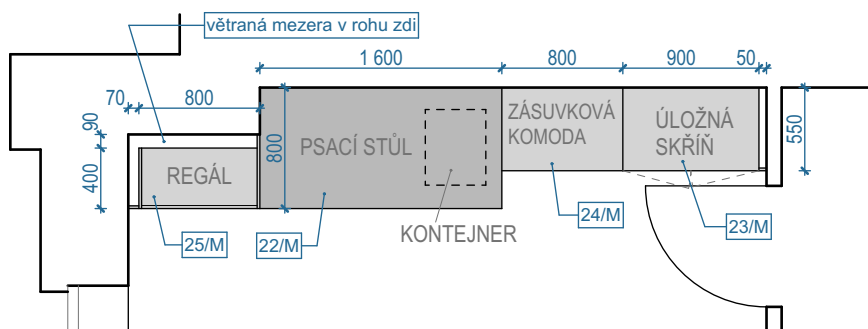 větraná mezera v rohu zdi
1 600
800
900
50
70
800
90
400
800
550
REGÁL
PSACÍ STŮL
ZÁSUVKOVÁ
KOMODA
ÚLOŽNÁ
SKŘÍŇ
KONTEJNER
25/M
22/M
24/M
23/M